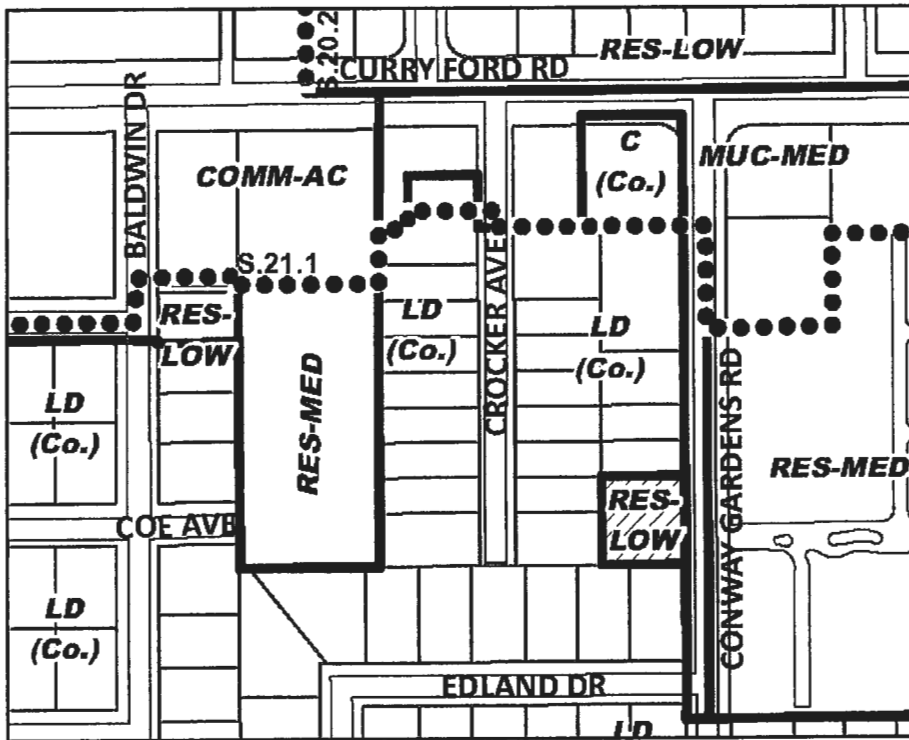 S.20.2
RES-LOW
CURRY FORD RD
BALDWIN DR
COMM-AC
C
(Co.)
MUC-MED
S.21.1
RES-
LOW
LD
(Co.)
CROCKER AVE
LD
(Co.)
LD
(Co.)
RES-MED
CONWAY GARDENS RD
RES-MED
RES-
LOW
COE AVE
LD
(Co.)
EDLAND DR
LD